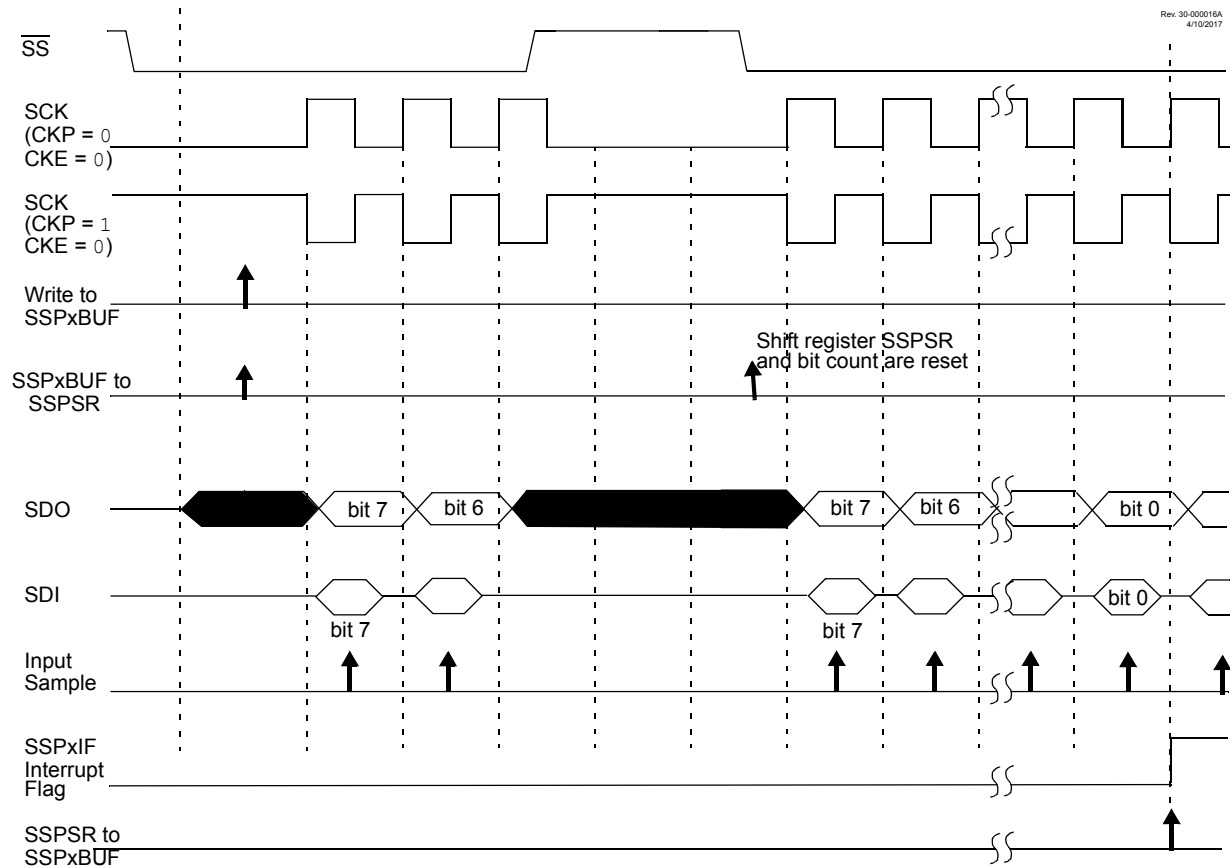 Rev. 30-000016A
4/10/2017
SS
SCK
(CKP = 0
CKE = 0)
SCK
(CKP = 1
CKE = 0)
Write to
SSPxBUF
Shift register SSPSR
and bit count are reset
SSPxBUF to
SSPSR
SDO
bit 7
bit 6
bit 7
bit 6
bit 0
SDI
bit 0
bit 7
bit 7
Input
Sample
SSPxIF
Interrupt
Flag
SSPSR to
SSPxBUF